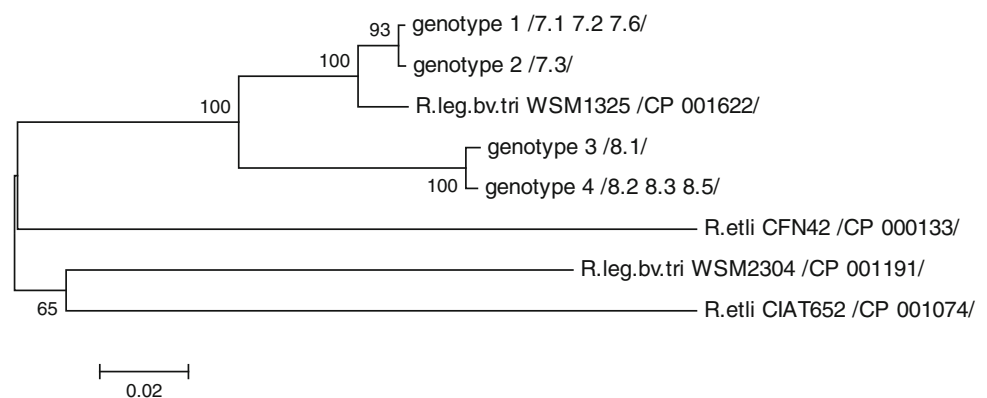 93
genotype 1 /7.1 7.2 7.6/
100
genotype 2 /7.3/
100
R.leg.bv.tri WSM1325 /CP 001622/
genotype 3 /8.1/
100
genotype 4 /8.2 8.3 8.5/
R.etli CFN42 /CP 000133/
R.leg.bv.tri WSM2304 /CP 001191/
65
R.etli CIAT652 /CP 001074/
0.02